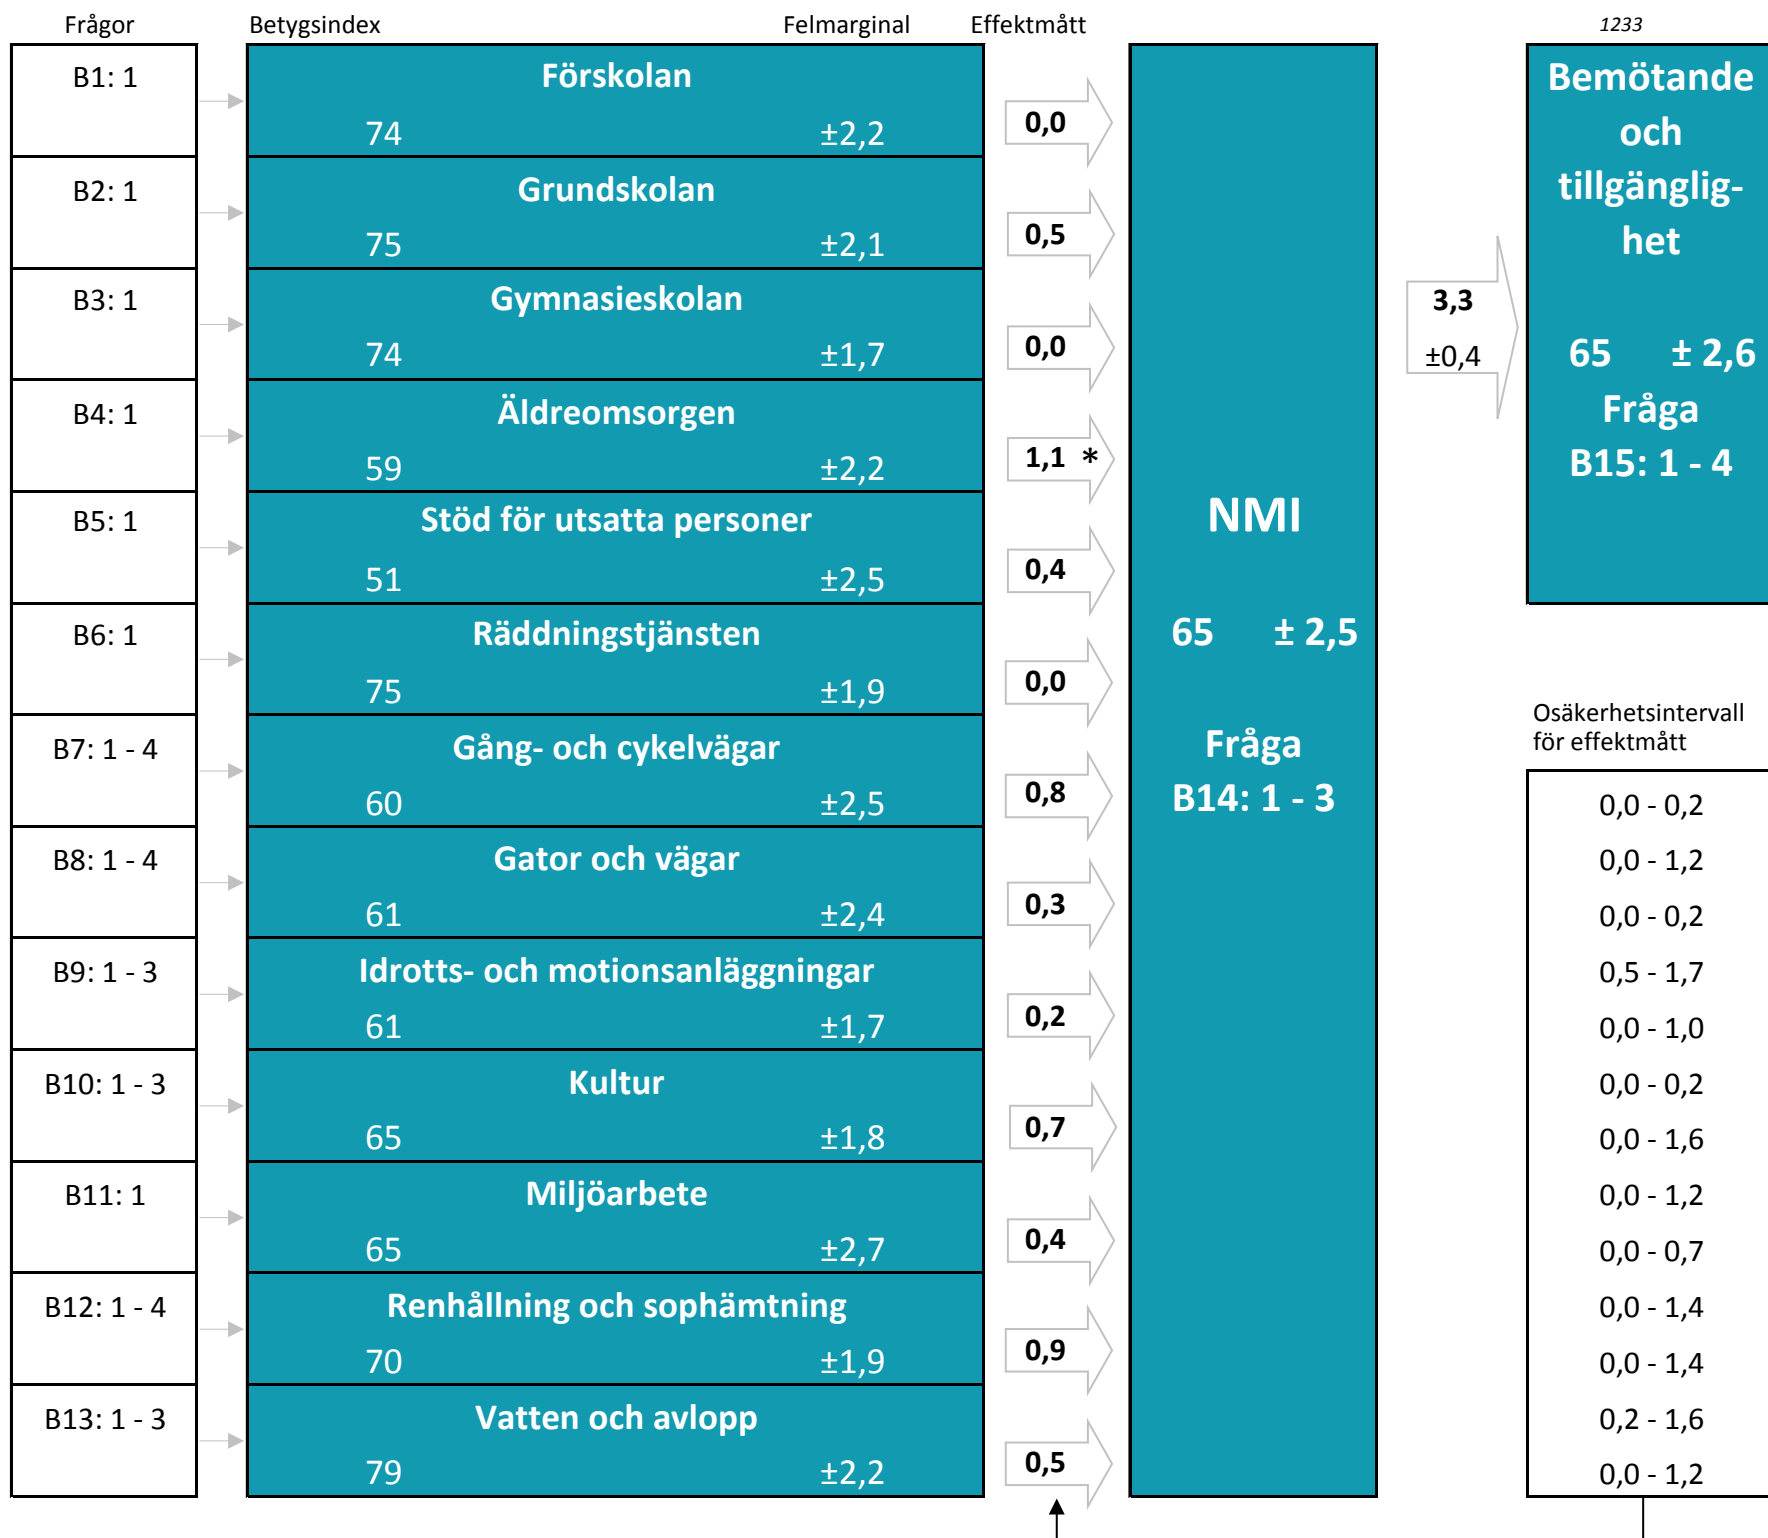 Frågor Betygsindex Felmarginal Effektmått 1233
B1: 1
Förskolan
74 ±2,2
0,0
B2: 1
Grundskolan
75 ±2,1
0,5
B3: 1
Gymnasieskolan
74 ±1,7
0,0
B4: 1
Äldreomsorgen
59 ±2,2
1,1 *
B5: 1
Stöd för utsatta personer
51 ±2,5
0,4
B6: 1
Räddningstjänsten
75 ±1,9
0,0
B7: 1 - 4
Gång- och cykelvägar
60 ±2,5
0,8
B8: 1 - 4
Gator och vägar
61 ±2,4
0,3
B9: 1 - 3
Idrotts- och motionsanläggningar
61 ±1,7
0,2
B10: 1 - 3
Kultur
65 ±1,8
0,7
B11: 1
Miljöarbete
65 ±2,7
0,4
B12: 1 - 4
Renhållning och sophämtning
70 ±1,9
0,9
B13: 1 - 3
Vatten och avlopp
79 ±2,2
0,5
NMI
65 ± 2,5
Fråga
B14: 1 - 3
3,3
±0,4
Bemötande
och
tillgänglig-
het
65 ± 2,6
Fråga
B15: 1 - 4
Osäkerhetsintervall
för effektmått
0,0 - 0,2
0,0 - 1,2
0,0 - 0,2
0,5 - 1,7
0,0 - 1,0
0,0 - 0,2
0,0 - 1,6
0,0 - 1,2
0,0 - 0,7
0,0 - 1,4
0,0 - 1,4
0,2 - 1,6
0,0 - 1,2